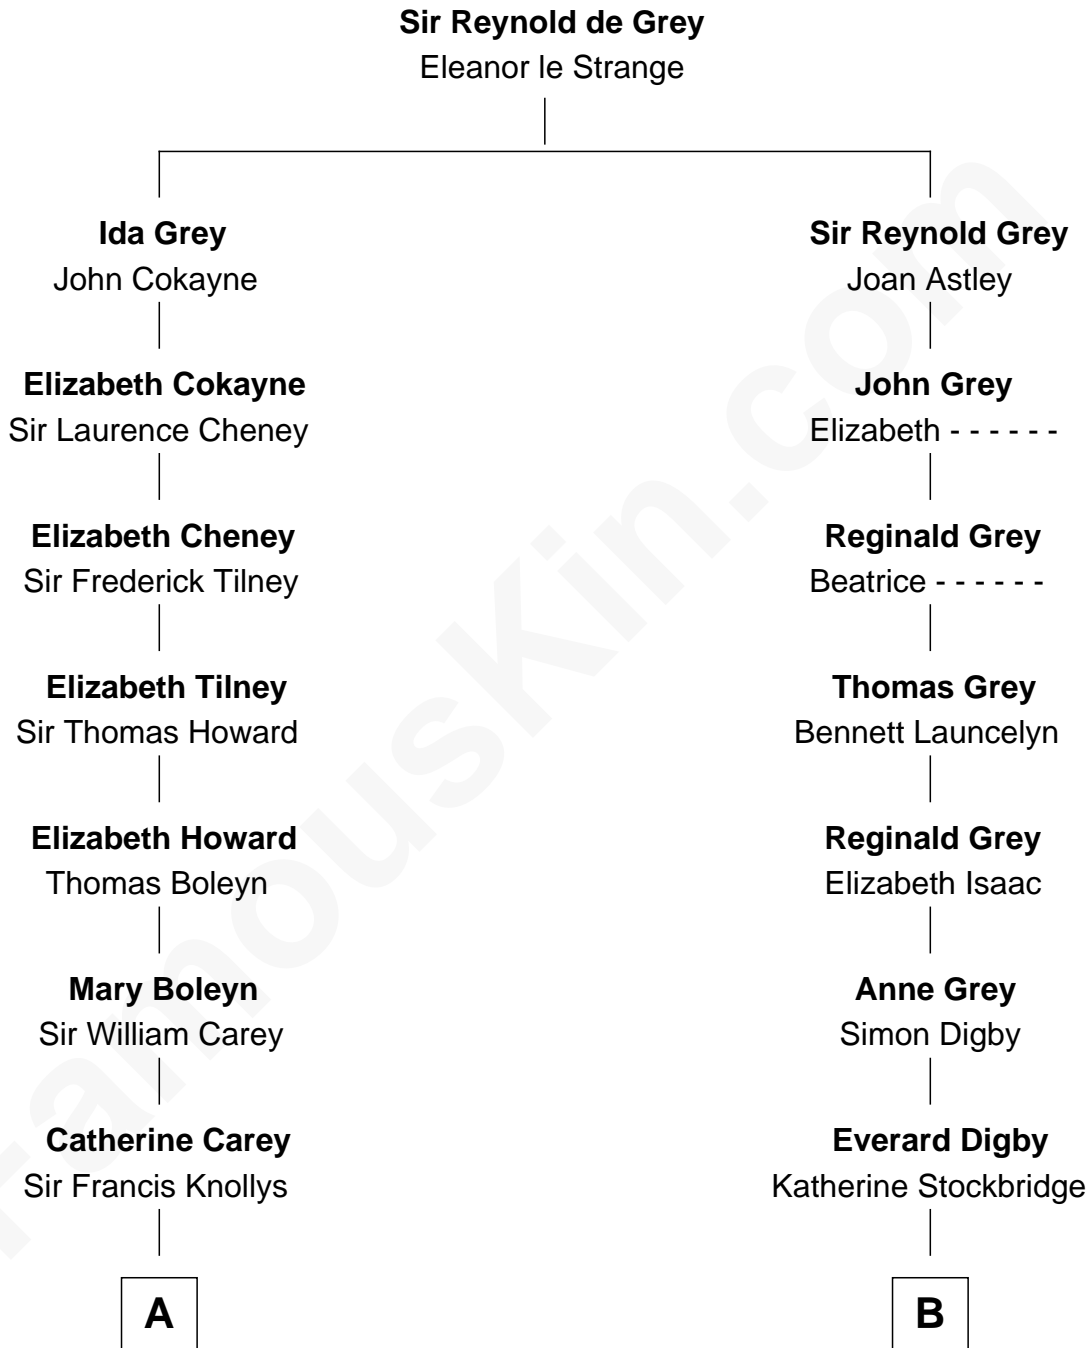 Sir Reynold de Grey
Eleanor le Strange
Ida Grey
John Cokayne
Sir Reynold Grey
Joan Astley
Elizabeth Cokayne
Sir Laurence Cheney
John Grey
Elizabeth - - - - - -
Elizabeth Cheney
Sir Frederick Tilney
Reginald Grey
Beatrice - - - - - -
Elizabeth Tilney
Sir Thomas Howard
Thomas Grey
Bennett Launcelyn
Elizabeth Howard
Thomas Boleyn
Reginald Grey
Elizabeth Isaac
Mary Boleyn
Sir William Carey
Anne Grey
Simon Digby
Catherine Carey
Sir Francis Knollys
Everard Digby
Katherine Stockbridge
A
B
FamousKin.com